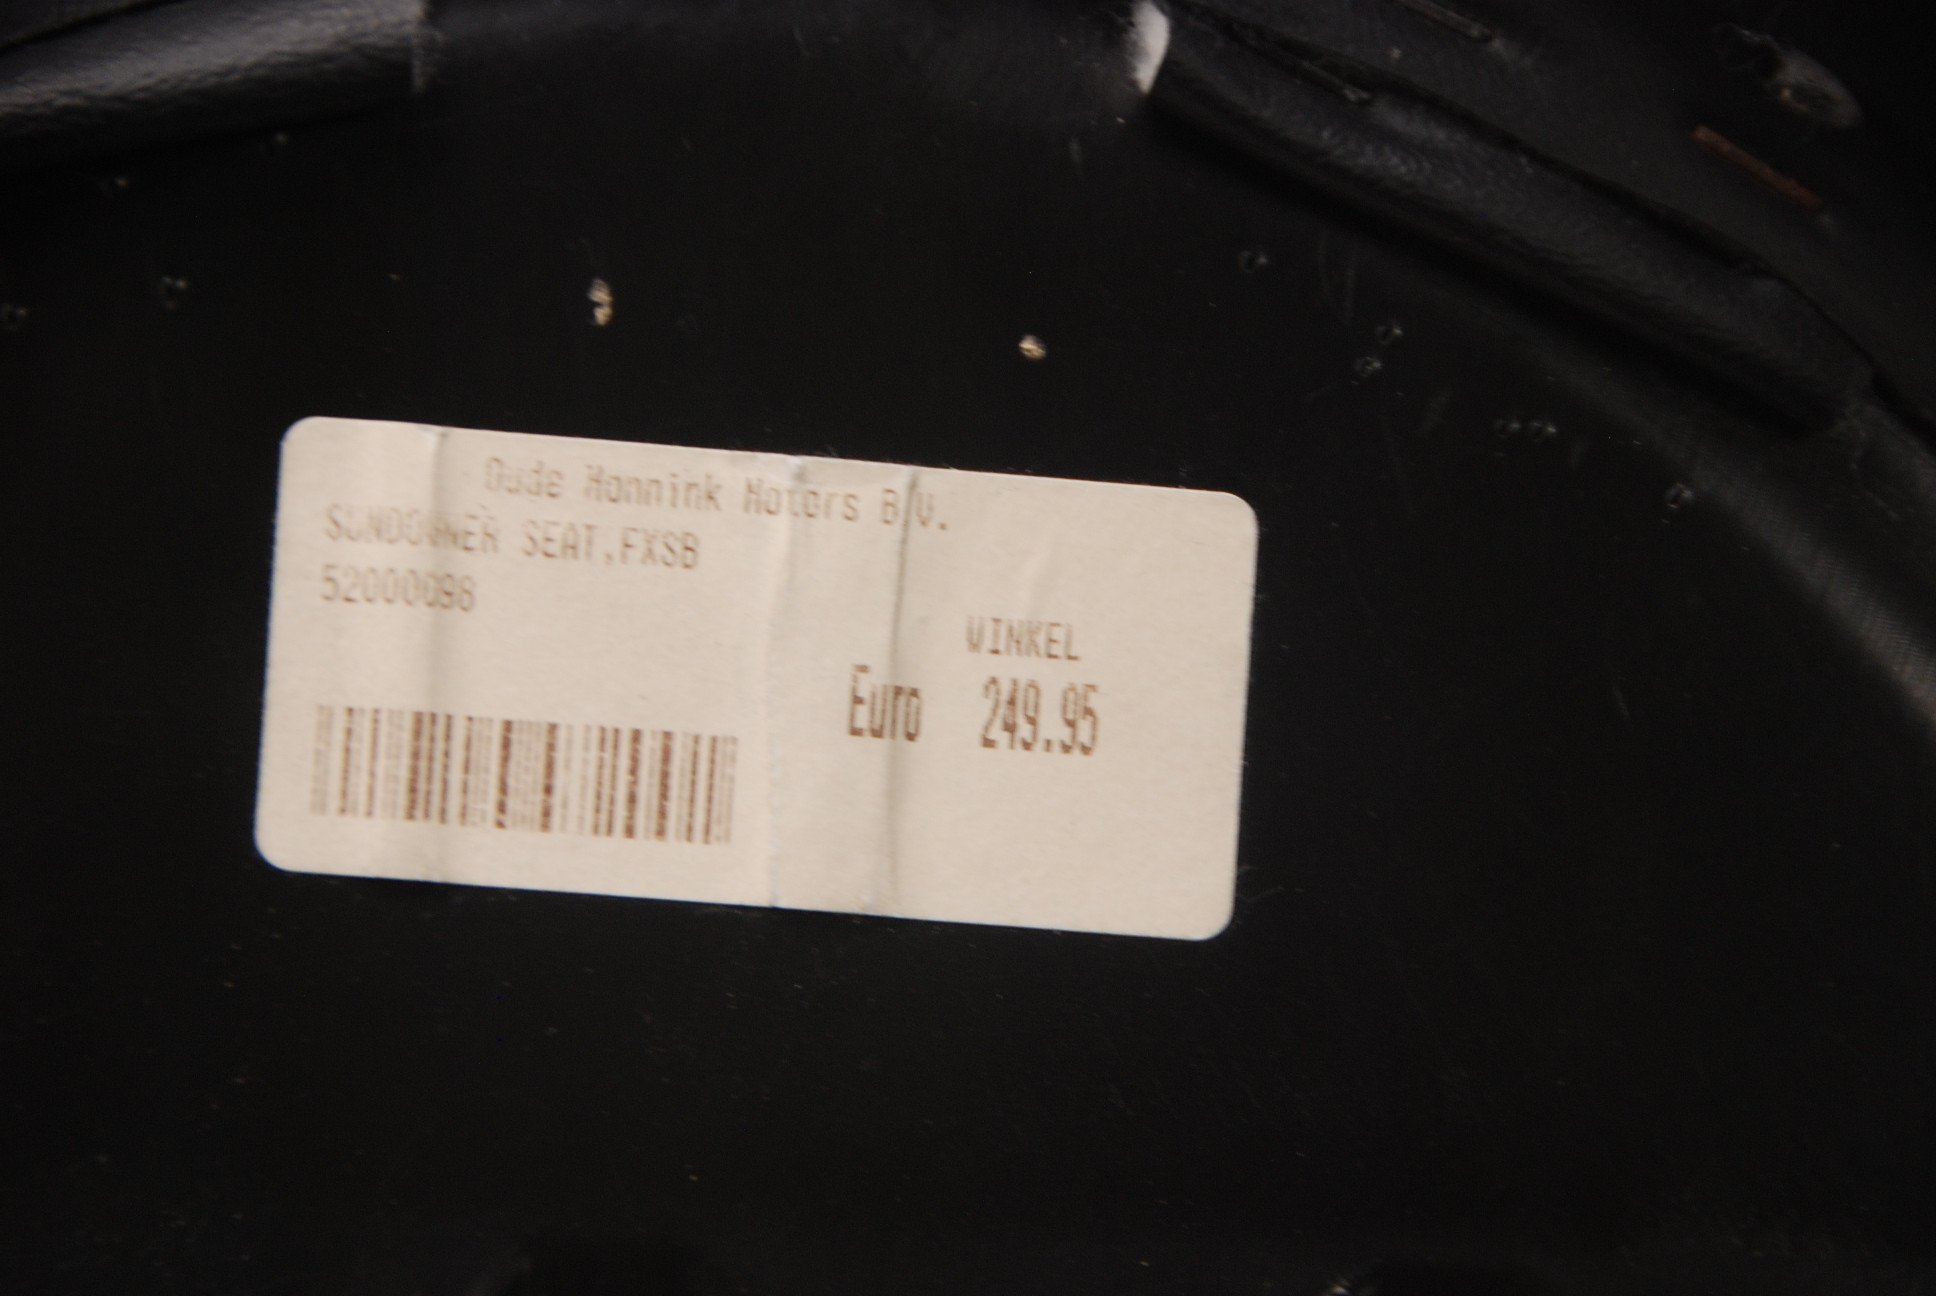 Oude Monnink Motors B.V.
SUNDOWNER SEAT,FXSB
52000098
WINKEL
Euro 249.95